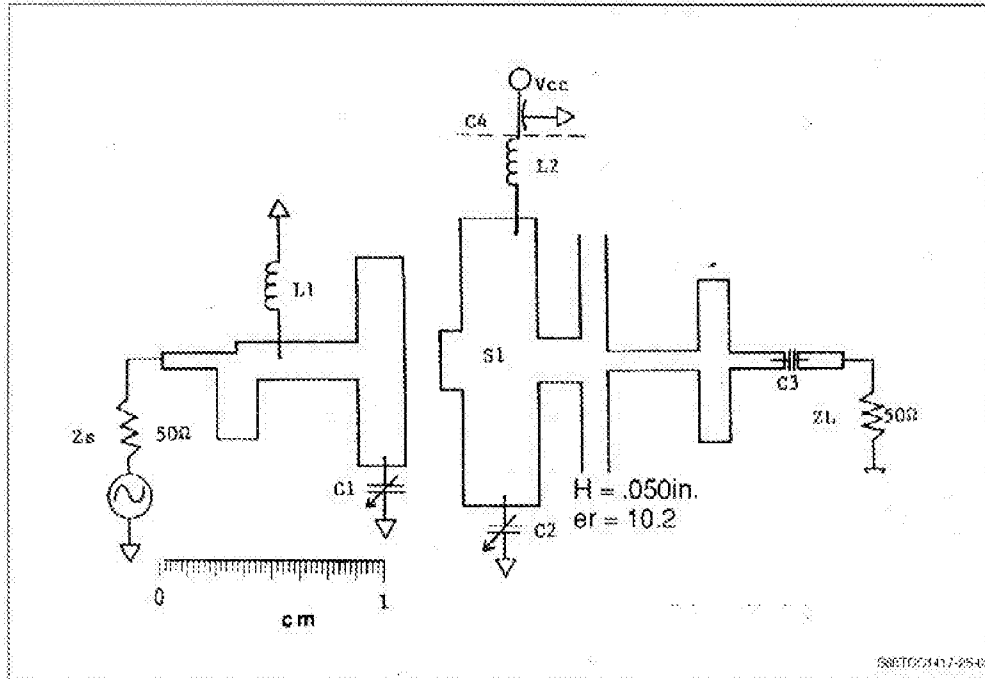 Vcc
C4
L2
L1
S1
Zs
50Ω
C3
ZL
50Ω
C1
H = .050in.
er = 10.2
C2
0
1
cm